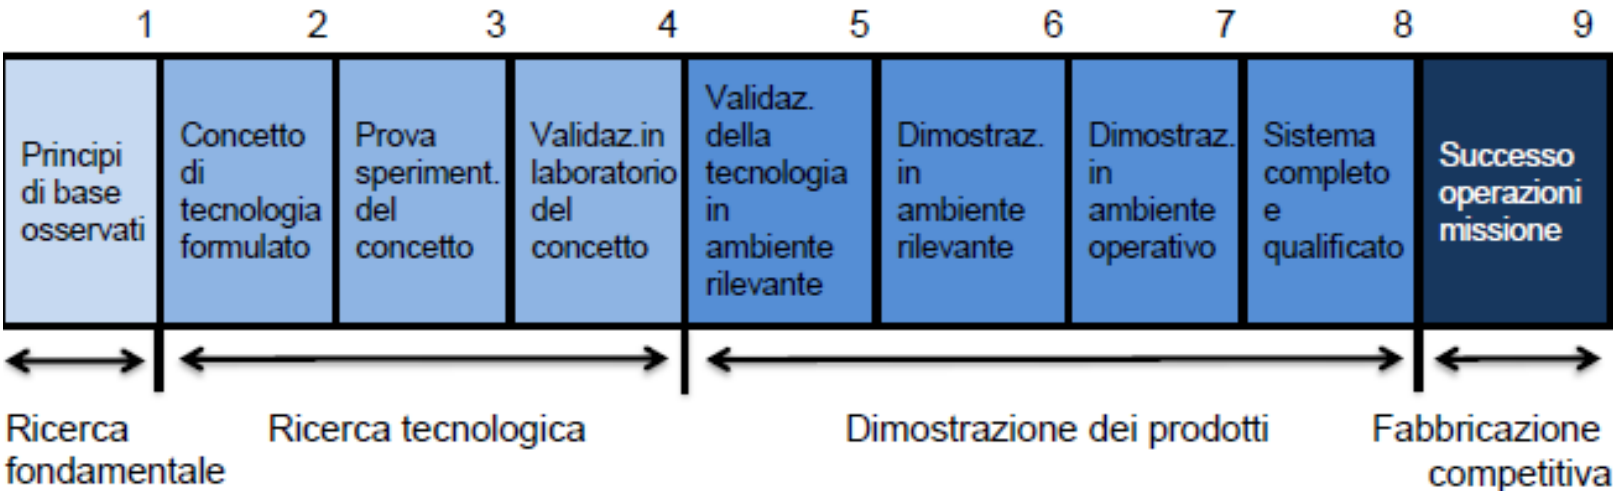 1 2 3 4 5 6 7 8 9
Principi
di base
osservati
Concetto
di
tecnologia
formulato
Prova
speriment.
del
concetto
Validaz.in
laboratorio
del
concetto
Validaz.
della
tecnologia
in
ambiente
rilevante
Dimostraz.
in
ambiente
rilevante
Dimostraz.
in
ambiente
operativo
Sistema
completo
e
qualificato
Successo
operazioni
missione
Ricerca
fondamentale
Ricerca tecnologica
Dimostrazione dei prodotti
Fabbricazione
competitiva